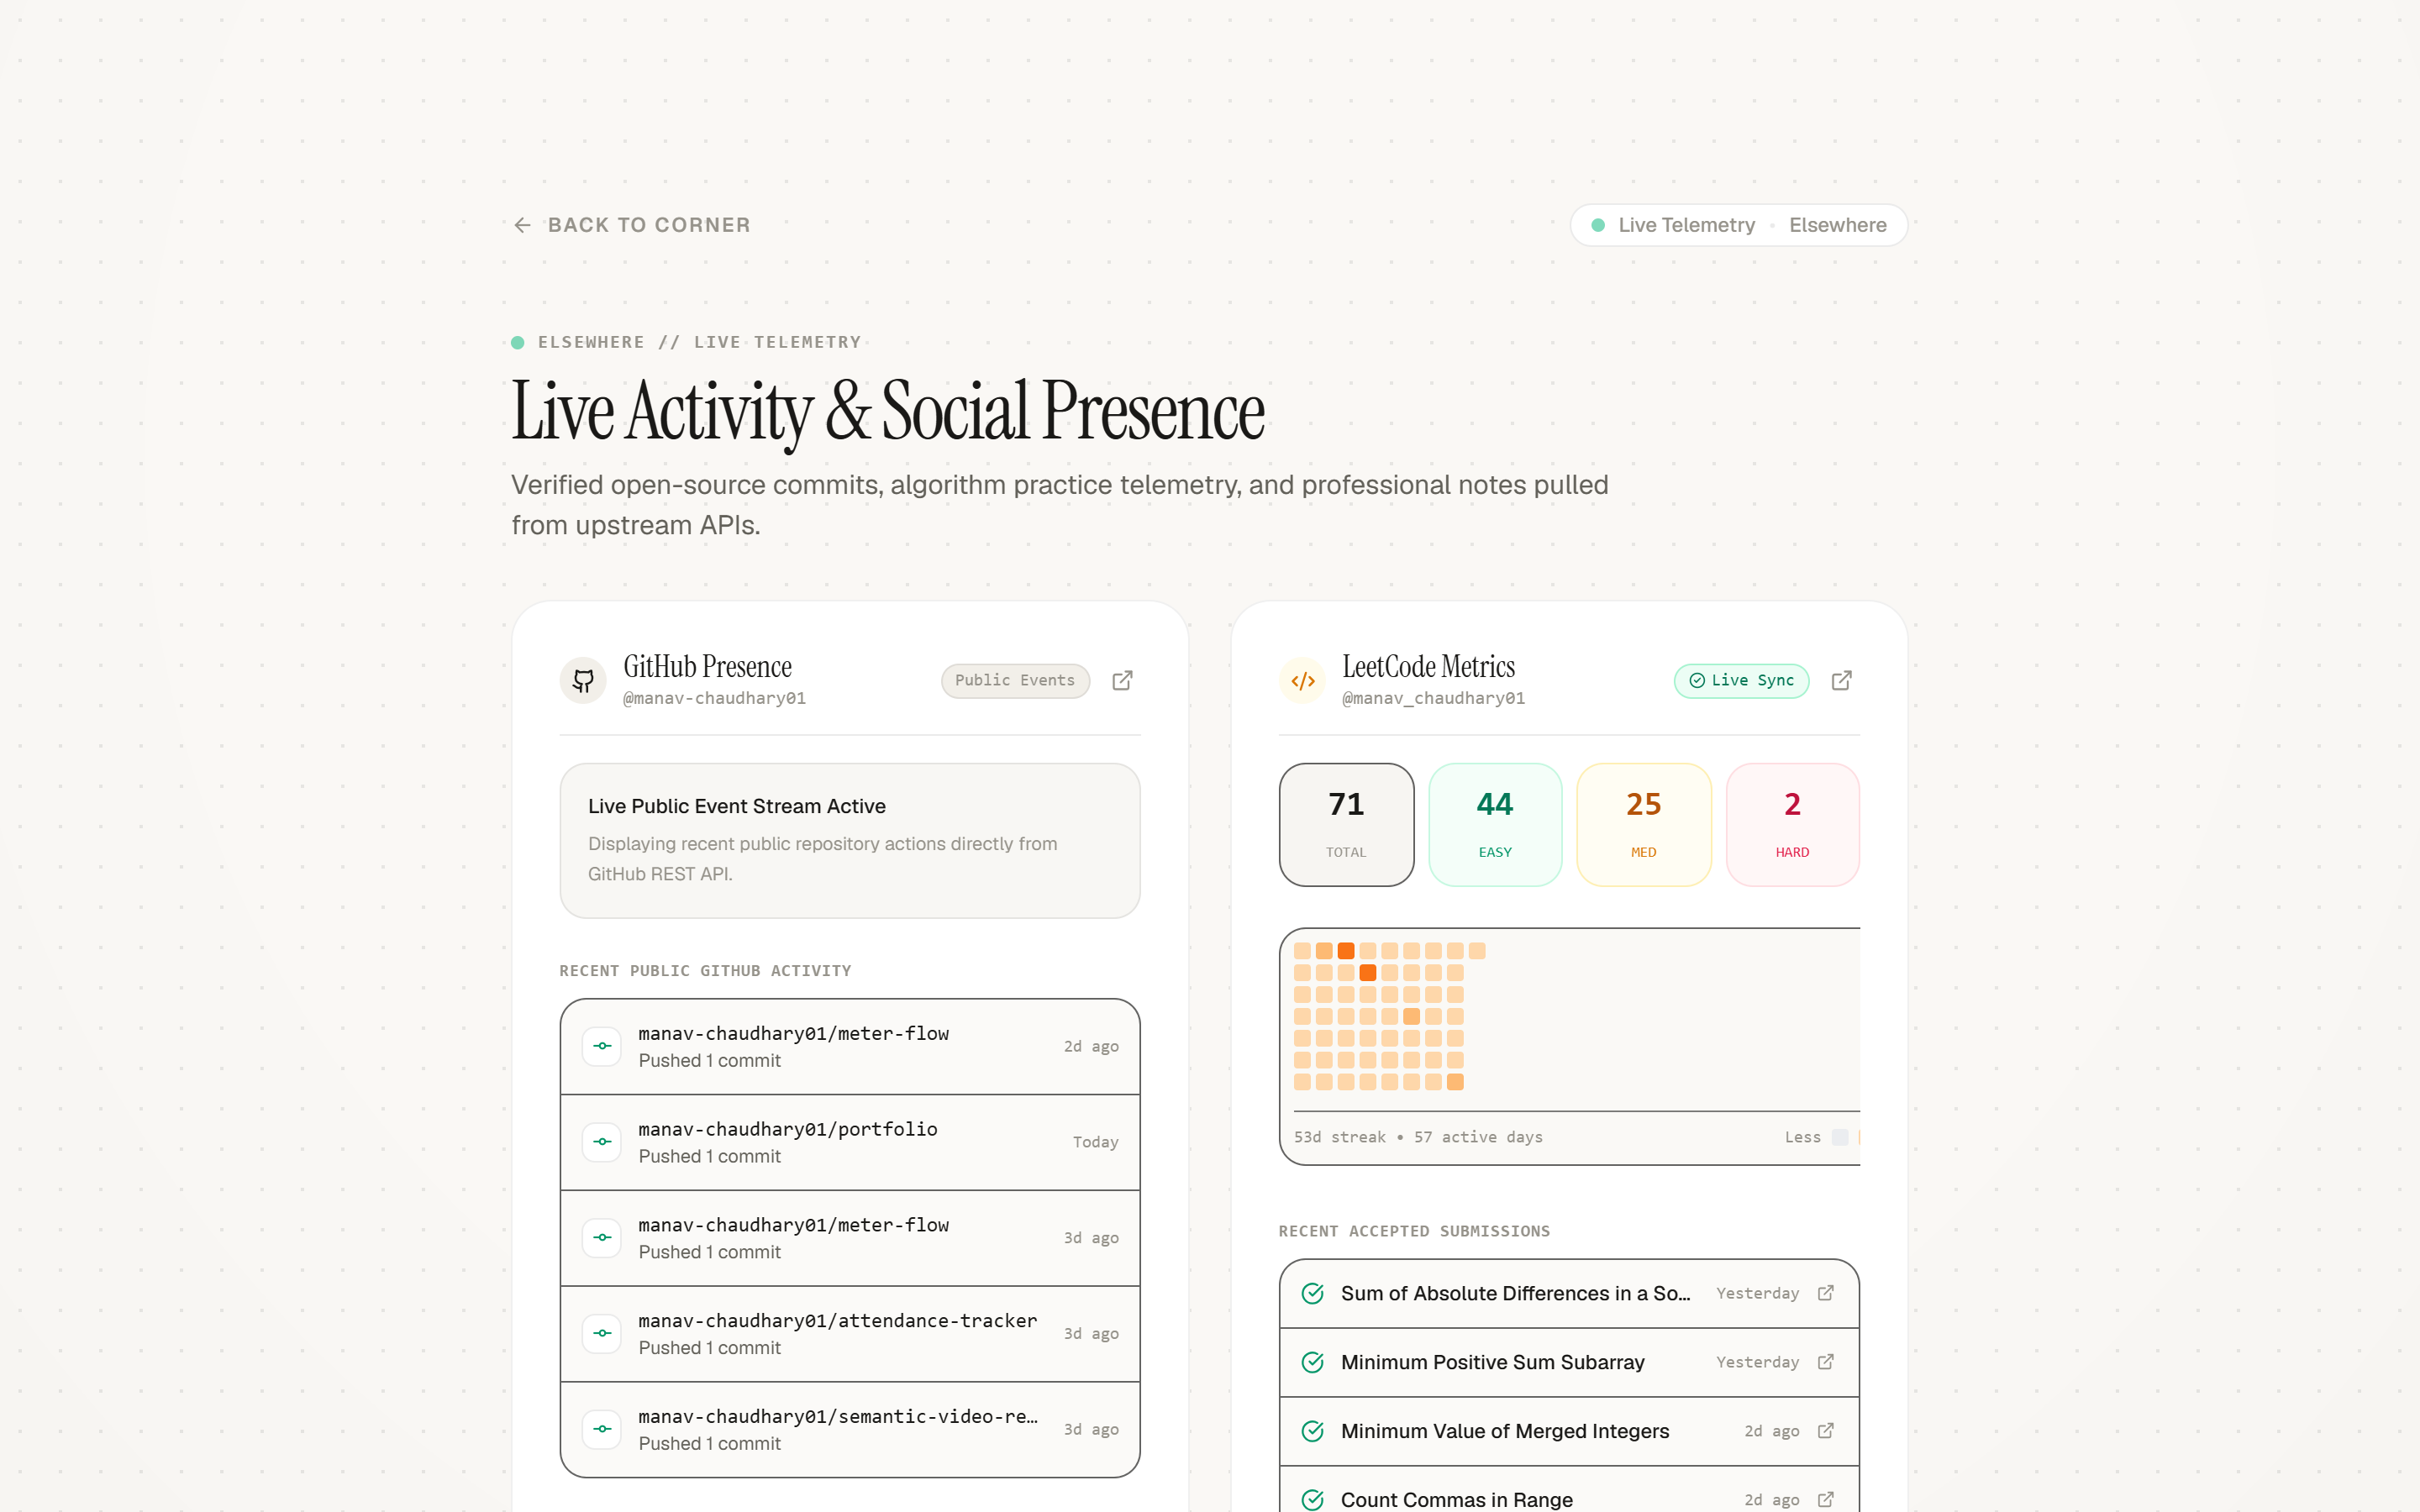 BACK TO CORNER
Live Telemetry • Elsewhere
ELSEWHERE // LIVE TELEMETRY
Live Activity & Social Presence
Verified open-source commits, algorithm practice telemetry, and professional notes pulled
from upstream APIs.
GitHub Presence
@manav-chaudhary01
Public Events
Live Public Event Stream Active
Displaying recent public repository actions directly from
GitHub REST API.
RECENT PUBLIC GITHUB ACTIVITY
manav-chaudhary01/meter-flow
Pushed 1 commit
2d ago
manav-chaudhary01/portfolio
Pushed 1 commit
Today
manav-chaudhary01/meter-flow
Pushed 1 commit
3d ago
manav-chaudhary01/attendance-tracker
Pushed 1 commit
3d ago
manav-chaudhary01/semantic-video-re…
Pushed 1 commit
3d ago
LeetCode Metrics
@manav_chaudhary01
Live Sync
71
TOTAL
44
EASY
25
MED
2
HARD
53d streak • 57 active days
Less
RECENT ACCEPTED SUBMISSIONS
Sum of Absolute Differences in a So… Yesterday
Minimum Positive Sum Subarray Yesterday
Minimum Value of Merged Integers 2d ago
Count Commas in Range 2d ago